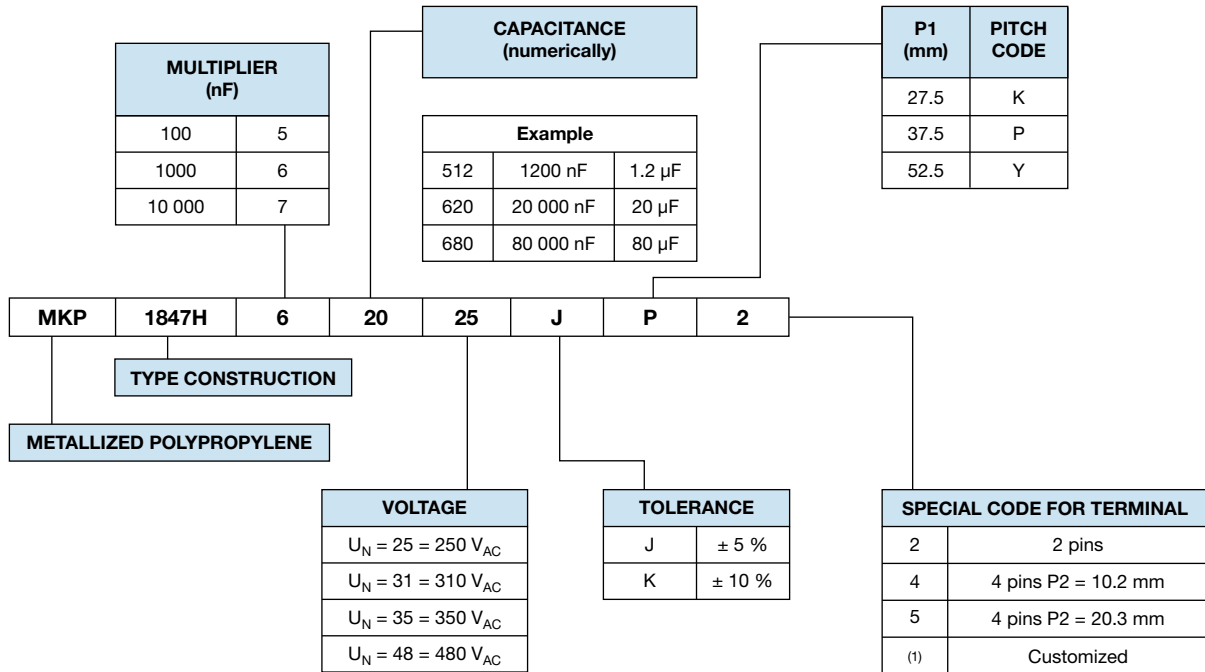 CAPACITANCE
(numerically)
P1
(mm)
PITCH
CODE
27.5 K
37.5 P
52.5 Y
MULTIPLIER
(nF)
100 5
1000 6
10 000 7
Example
512 1200 nF 1.2 µF
620 20 000 nF 20 µF
680 80 000 nF 80 µF
MKP 1847H 6 20 25 J P 2
TYPE CONSTRUCTION
METALLIZED POLYPROPYLENE
VOLTAGE
U_N = 25 = 250 V_AC
U_N = 31 = 310 V_AC
U_N = 35 = 350 V_AC
U_N = 48 = 480 V_AC
TOLERANCE
J ± 5 %
K ± 10 %
SPECIAL CODE FOR TERMINAL
2 2 pins
4 4 pins P2 = 10.2 mm
5 4 pins P2 = 20.3 mm
(1) Customized